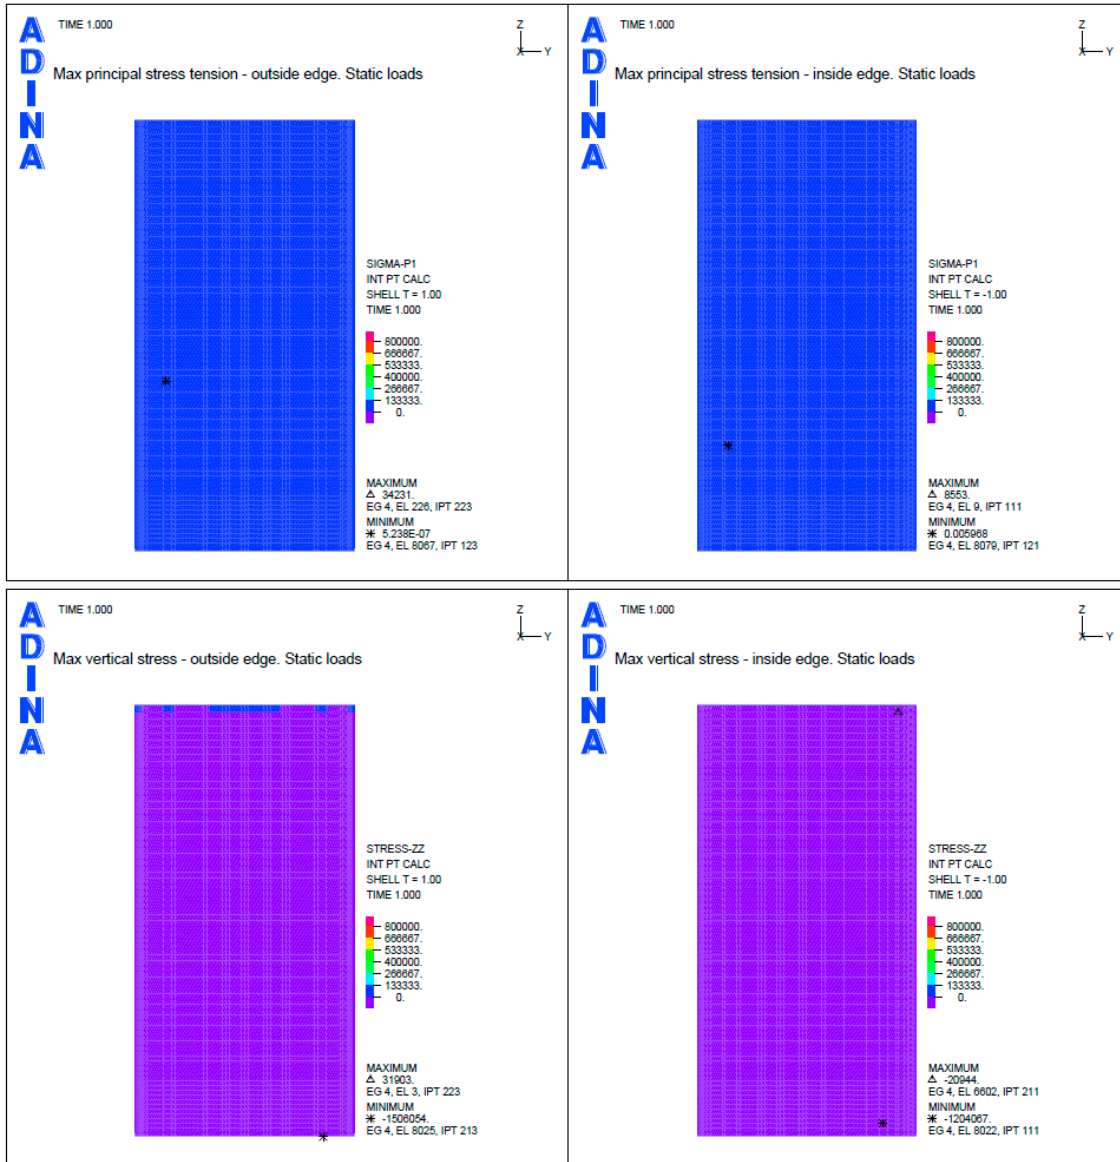 ADINA
TIME 1.000
Z
X Y
Max principal stress tension - outside edge. Static loads
SIGMA-P1
INT PT CALC
SHELL T = 1.00
TIME 1.000
800000.
666667.
533333.
400000.
266667.
133333.
0.
MAXIMUM
34231.
EG 4, EL 226, IPT 223
MINIMUM
5.238E-07
EG 4, EL 8067, IPT 123
ADINA
TIME 1.000
Z
X Y
Max principal stress tension - inside edge. Static loads
SIGMA-P1
INT PT CALC
SHELL T = -1.00
TIME 1.000
800000.
666667.
533333.
400000.
266667.
133333.
0.
MAXIMUM
8553.
EG 4, EL 9, IPT 111
MINIMUM
0.005968
EG 4, EL 8079, IPT 121
ADINA
TIME 1.000
Z
X Y
Max vertical stress - outside edge. Static loads
STRESS-ZZ
INT PT CALC
SHELL T = 1.00
TIME 1.000
800000.
666667.
533333.
400000.
266667.
133333.
0.
MAXIMUM
31903.
EG 4, EL 3, IPT 223
MINIMUM
-1506054.
EG 4, EL 8025, IPT 213
ADINA
TIME 1.000
Z
X Y
Max vertical stress - inside edge. Static loads
STRESS-ZZ
INT PT CALC
SHELL T = -1.00
TIME 1.000
800000.
666667.
533333.
400000.
266667.
133333.
0.
MAXIMUM
-20944.
EG 4, EL 6602, IPT 211
MINIMUM
-1204067.
EG 4, EL 8022, IPT 111